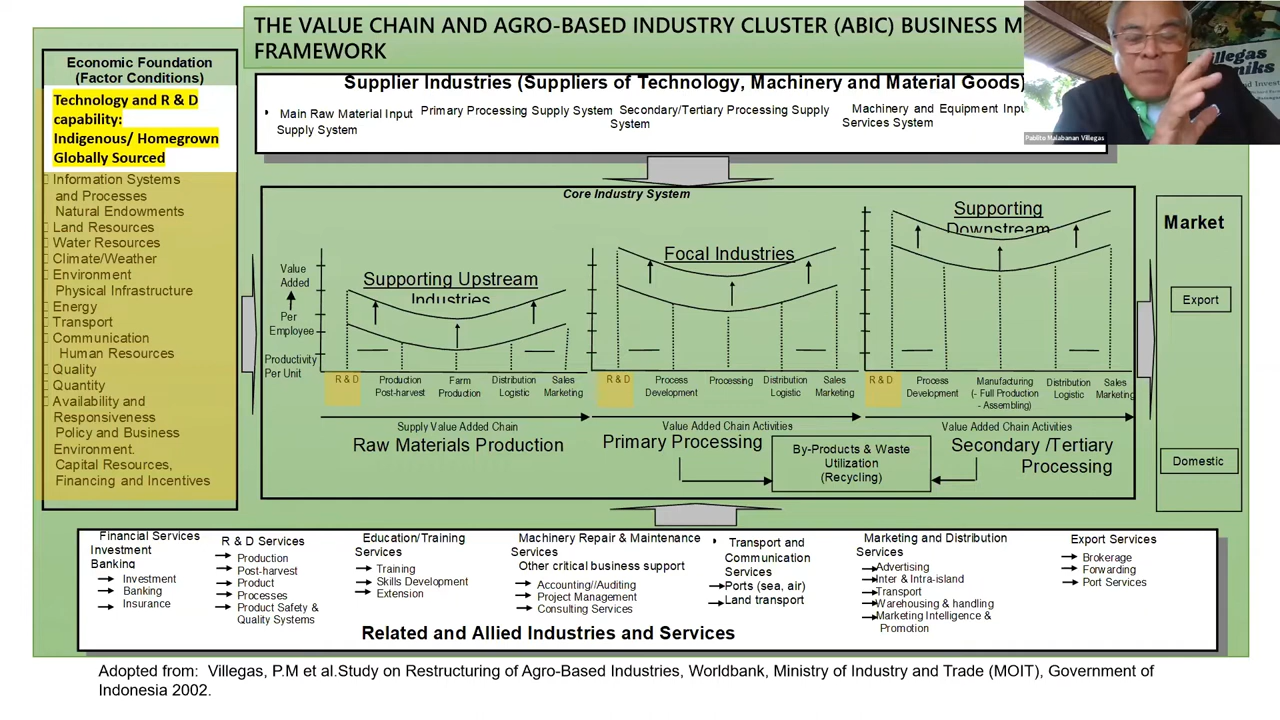 THE VALUE CHAIN AND AGRO-BASED INDUSTRY CLUSTER (ABIC) BUSINESS M
FRAMEWORK
Economic Foundation
(Factor Conditions)
Technology and R & D
capability:
Indigenous/ Homegrown
Globally Sourced
Information Systems
and Processes
Natural Endowments
Land Resources
Water Resources
Climate/Weather
Environment
Physical Infrastructure
Energy
Transport
Communication
Human Resources
Quality
Quantity
Availability and
Responsiveness
Policy and Business
Environment.
Capital Resources,
Financing and Incentives
Supplier Industries (Suppliers of Technology, Machinery and Material Goods)
Main Raw Material Input
Supply System
Primary Processing Supply System
Secondary/Tertiary Processing Supply
System
Machinery and Equipment Inpu
Services System
Pablito Malabanan Villegas
Core Industry System
Value
Added
Per
Employee
Productivity
Per Unit
Supporting Upstream
Industries
R & D
Production
Post-harvest
Farm
Production
Distribution
Logistic
Sales
Marketing
Supply Value Added Chain
Raw Materials Production
Focal Industries
R & D
Process
Development
Processing
Distribution
Logistic
Sales
Marketing
Value Added Chain Activities
Primary Processing
Supporting
Downstream
R & D
Process
Development
Manufacturing
(- Full Production
- Assembling)
Distribution
Logistic
Sales
Marketing
Value Added Chain Activities
Secondary /Tertiary
Processing
By-Products & Waste
Utilization
(Recycling)
Market
Export
Domestic
Financial Services
Investment
Banking
Investment
Banking
Insurance
R & D Services
Production
Post-harvest
Product
Processes
Product Safety &
Quality Systems
Education/Training
Services
Training
Skills Development
Extension
Machinery Repair & Maintenance
Services
Other critical business support
Accounting//Auditing
Project Management
Consulting Services
Transport and
Communication
Services
Ports (sea, air)
Land transport
Marketing and Distribution
Services
Advertising
Inter & Intra-island
Transport
Warehousing & handling
Marketing Intelligence &
Promotion
Export Services
Brokerage
Forwarding
Port Services
Related and Allied Industries and Services
Adopted from: Villegas, P.M et al.Study on Restructuring of Agro-Based Industries, Worldbank, Ministry of Industry and Trade (MOIT), Government of
Indonesia 2002.